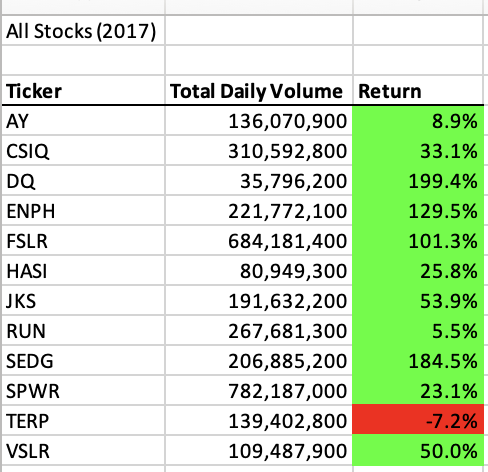 All Stocks (2017)
Ticker Total Daily Volume Return
AY 136,070,900 8.9%
CSIQ 310,592,800 33.1%
DQ 35,796,200 199.4%
ENPH 221,772,100 129.5%
FSLR 684,181,400 101.3%
HASI 80,949,300 25.8%
JKS 191,632,200 53.9%
RUN 267,681,300 5.5%
SEDG 206,885,200 184.5%
SPWR 782,187,000 23.1%
TERP 139,402,800 -7.2%
VSLR 109,487,900 50.0%